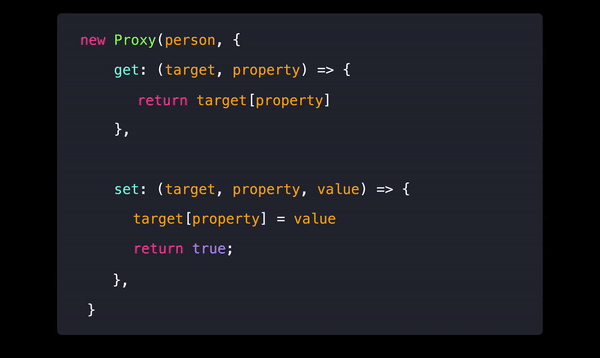 new Proxy(person, {
get: (target, property) => {
return target[property]
},
set: (target, property, value) => {
target[property] = value
return true;
},
}